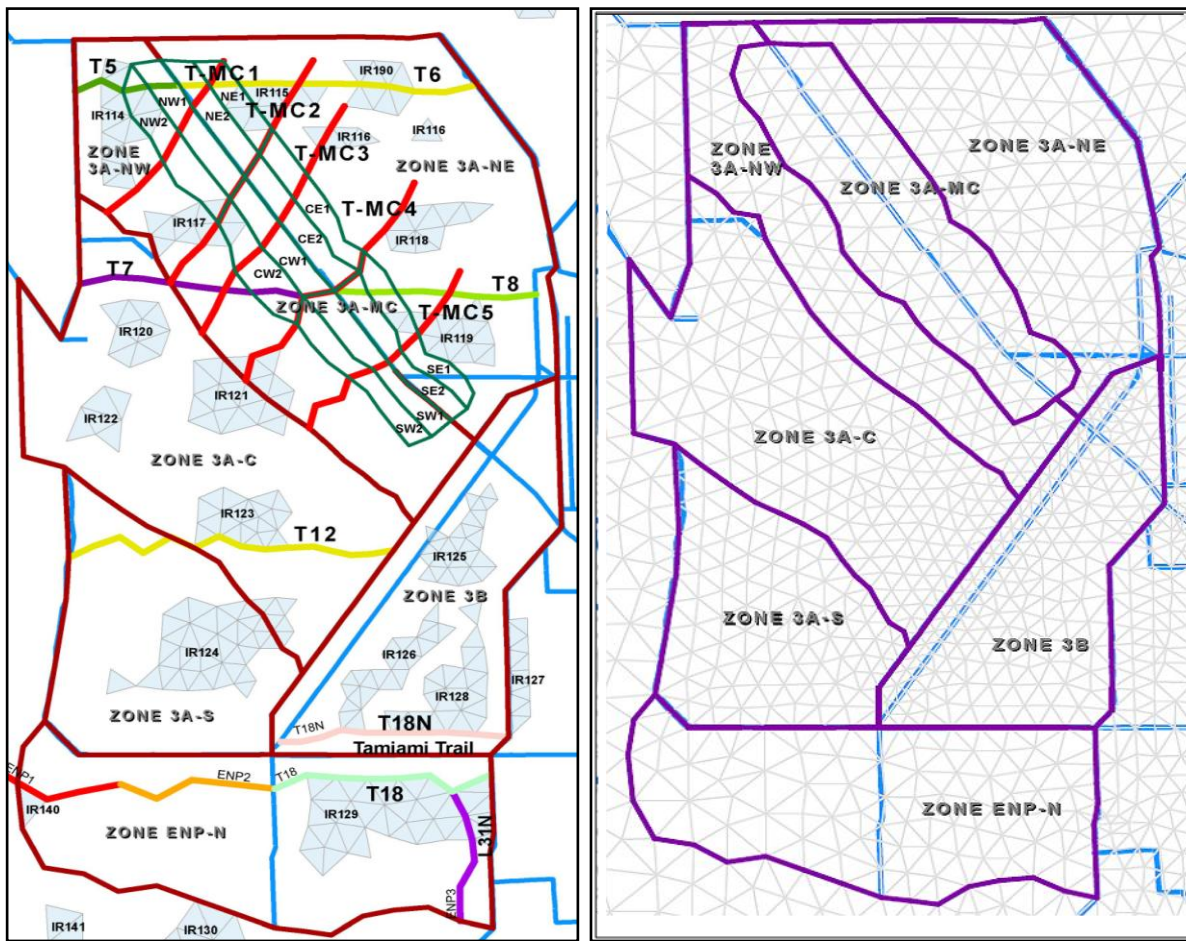 T5
T-MC1
IR190
T6
NW1
NE1
IR115
IR114
NW2
NE2
T-MC2
IR116
IR116
ZONE
3A-NW
T-MC3
ZONE 3A-NE
IR117
CE1
T-MC4
CE2
IR118
CW1
CW2
T7
T8
ZONE 3A-MC
T-MC5
IR120
IR119
SE1
IR121
SE2
IR122
SW1
SW2
ZONE 3A-C
IR123
T12
IR125
ZONE 3B
IR124
IR126
IR127
IR128
ZONE 3A-S
T18N
T18N
Tamiami Trail
ENP1
ENP2
T18
T18
IR140
IR129
ZONE ENP-N
L31N
ENP3
IR141
IR130
ZONE
3A-NW
ZONE 3A-NE
ZONE 3A-MC
ZONE 3A-C
ZONE 3A-S
ZONE 3B
ZONE ENP-N